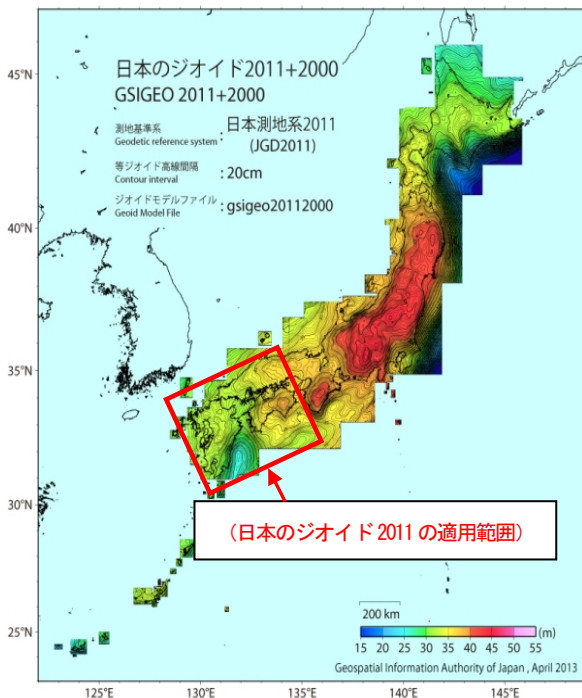 日本のジオイド2011+2000
GSIGEO 2011+2000
測地基準系
Geodetic reference system : 日本測地系2011
(JGD2011)
等ジオイド高線間隔
Contour interval : 20cm
ジオイドモデルファイル
Geoid Model File : gsigeo20112000
45°N
40°N
35°N
30°N
25°N
（日本のジオイド2011の適用範囲）
200 km
15 20 25 30 35 40 45 50 55 (m)
Geospatial Information Authority of Japan , April 2013
125°E 130°E 135°E 140°E 145°E